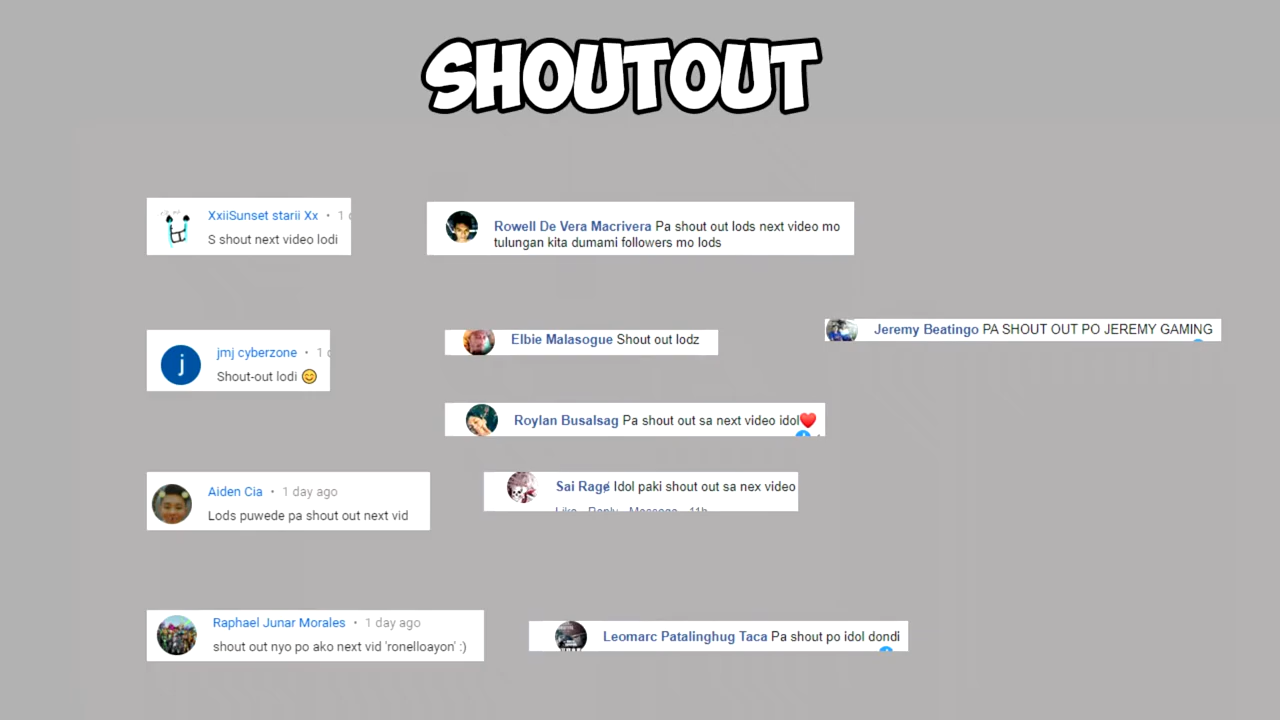 SHOUTOUT
XxiiSunset starii Xx • 1
S shout next video lodi
Rowell De Vera Macrivera Pa shout out lods next video mo
tulungan kita dumami followers mo lods
Jeremy Beatingo PA SHOUT OUT PO JEREMY GAMING
Elbie Malasogue Shout out lodz
jmj cyberzone • 1
j
Shout-out lodi 😊
Roylan Busalsag Pa shout out sa next video idol❤️
Aiden Cia • 1 day ago
Lods puwede pa shout out next vid
Sai Ragɇ Idol paki shout out sa nex video
Like Reply Message 11h
Raphael Junar Morales • 1 day ago
shout out nyo po ako next vid 'ronelloayon' :)
Leomarc Patalinghug Taca Pa shout po idol dondi